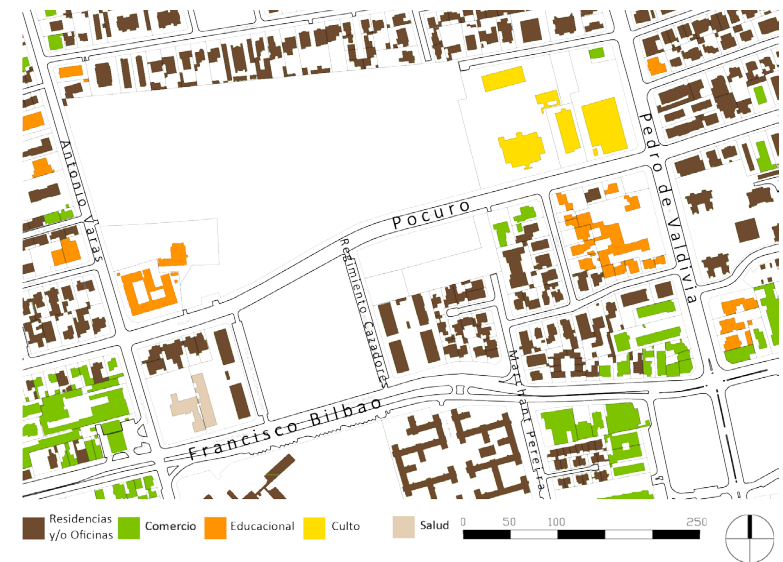 Antonio Varas
Pedro de Valdivia
Pocuro
Regimiento Cazadores
Marchant Pereira
Francisco Bilbao
Residencias
y/o Oficinas
Comercio
Educacional
Culto
Salud
0 50 100 250